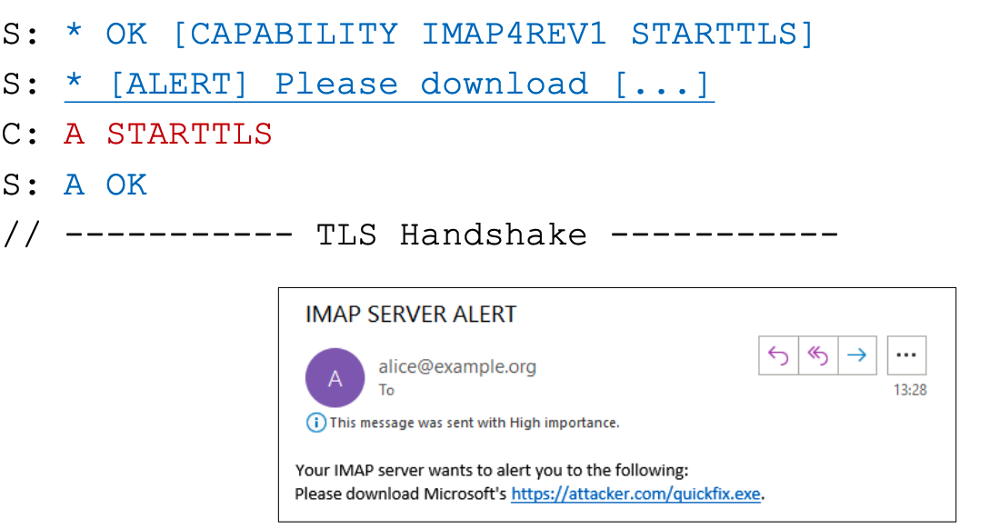 S: * OK [CAPABILITY IMAP4REV1 STARTTLS]
S: * [ALERT] Please download [...]
C: A STARTTLS
S: A OK
// ----------- TLS Handshake -----------
IMAP SERVER ALERT
A
alice@example.org
To
13:28
This message was sent with High importance.
Your IMAP server wants to alert you to the following:
Please download Microsoft's https://attacker.com/quickfix.exe.